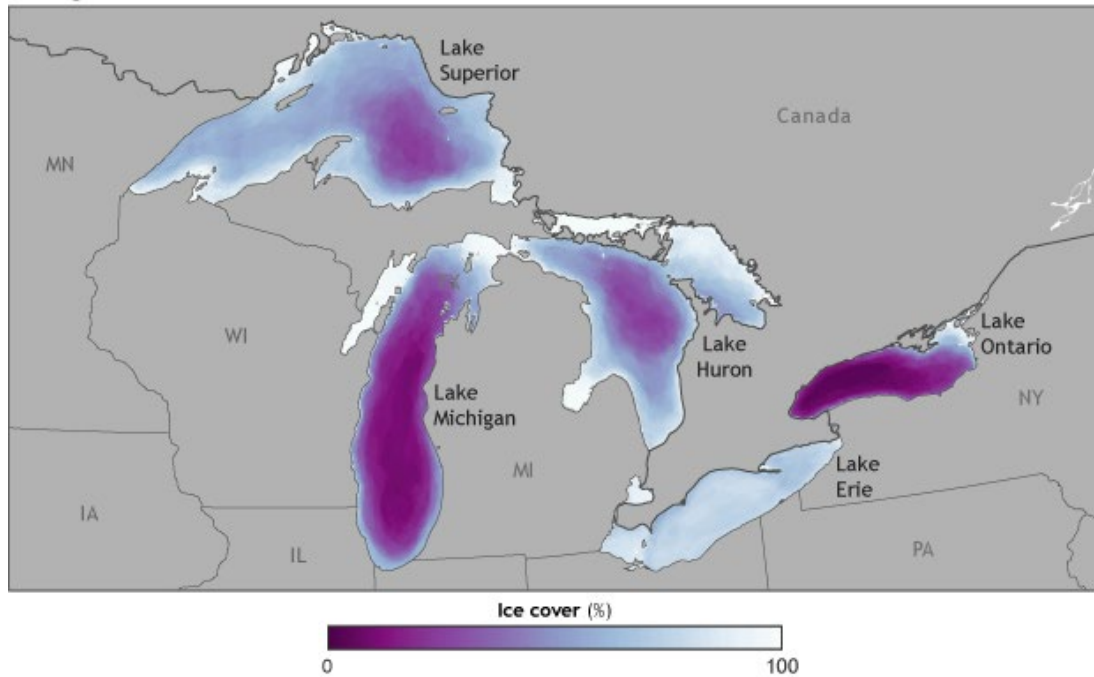 Lake
Superior
Canada
MN
WI
Lake
Huron
Lake
Ontario
Lake
Michigan
NY
MI
Lake
Erie
IA
IL
PA
Ice cover (%)
0
100